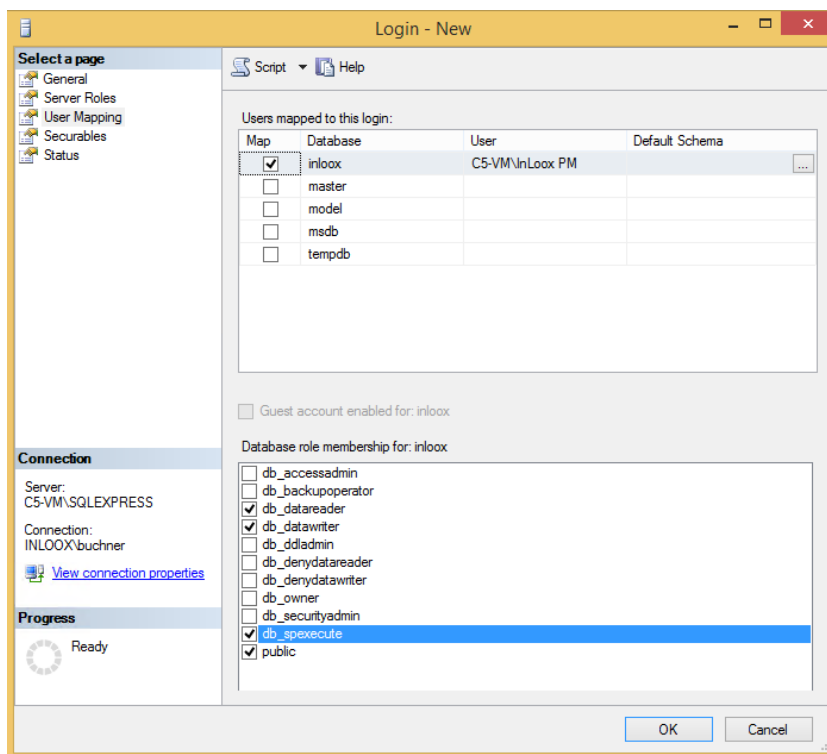 Login - New
Select a page
General
Server Roles
User Mapping
Securables
Status
Script Help
Users mapped to this login:
Map Database User Default Schema
inloox C5-VM\InLoox PM ...
master
model
msdb
tempdb
Guest account enabled for: inloox
Database role membership for: inloox
db_accessadmin
db_backupoperator
db_datareader
db_datawriter
db_ddladmin
db_denydatareader
db_denydatawriter
db_owner
db_securityadmin
db_spexecute
public
Connection
Server:
C5-VM\SQLEXPRESS
Connection:
INLOOX\buchner
View connection properties
Progress
Ready
OK Cancel